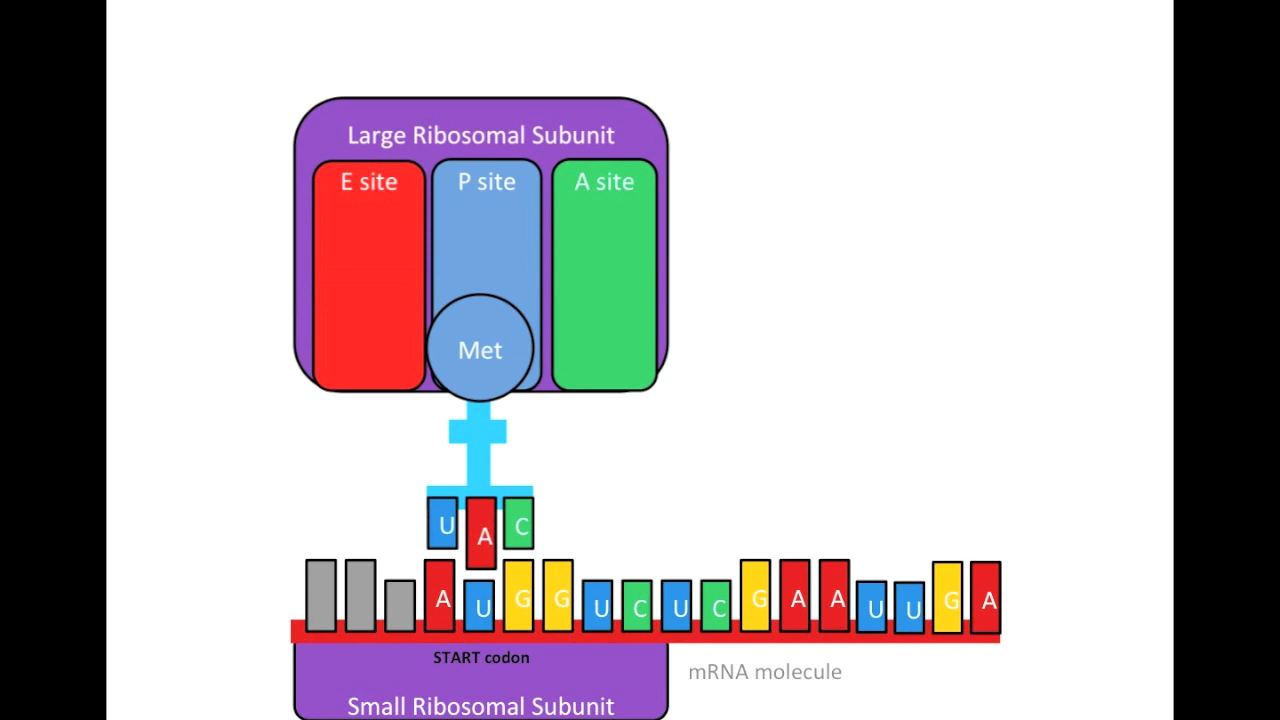 Large Ribosomal Subunit
E site P site A site
Met
U A C
A U G G U C U C G A A U U G A
START codon
mRNA molecule
Small Ribosomal Subunit